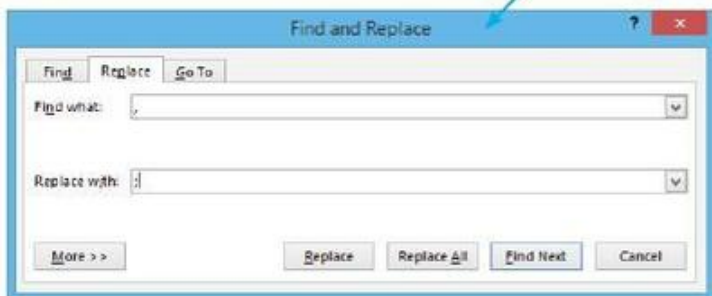 Find and Replace ? ×
Find Replace Go To
Find what: ,
Replace with: ;
More >> Replace Replace All Find Next Cancel